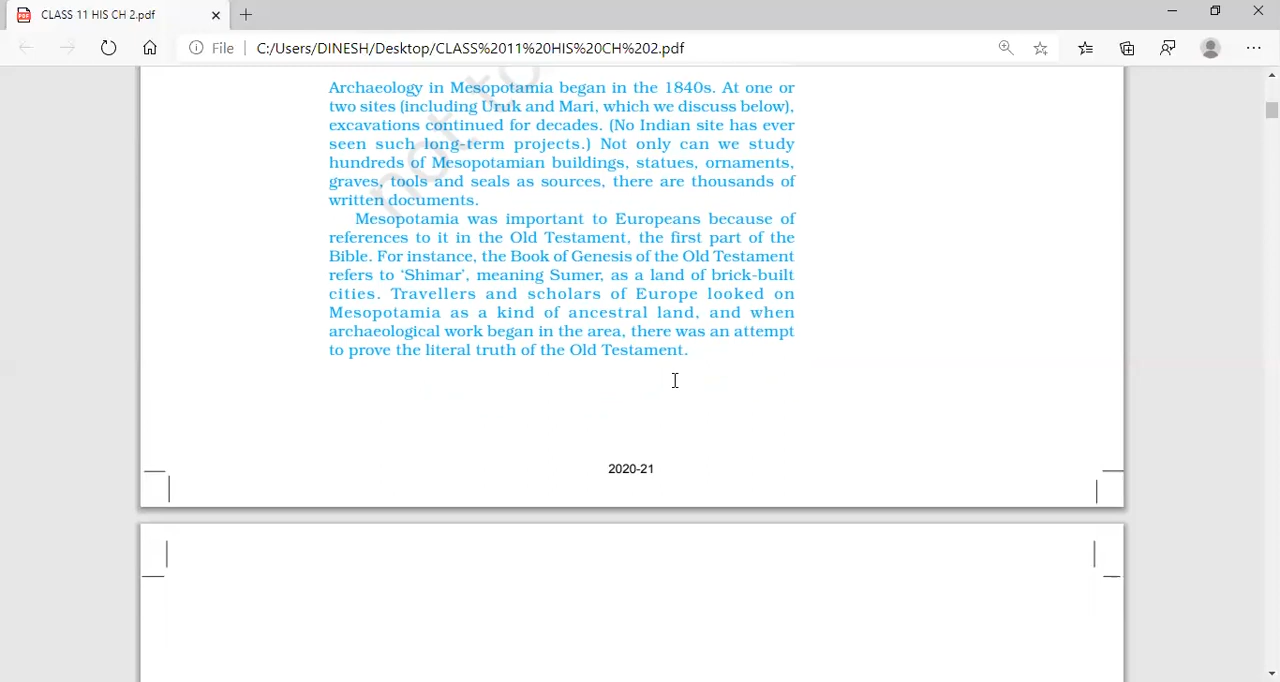 CLASS 11 HIS CH 2.pdf
File
C:/Users/DINESH/Desktop/CLASS%2011%20HIS%20CH%202.pdf
Archaeology in Mesopotamia began in the 1840s. At one or
two sites (including Uruk and Mari, which we discuss below),
excavations continued for decades. (No Indian site has ever
seen such long-term projects.) Not only can we study
hundreds of Mesopotamian buildings, statues, ornaments,
graves, tools and seals as sources, there are thousands of
written documents.
Mesopotamia was important to Europeans because of
references to it in the Old Testament, the first part of the
Bible. For instance, the Book of Genesis of the Old Testament
refers to ‘Shimar’, meaning Sumer, as a land of brick-built
cities. Travellers and scholars of Europe looked on
Mesopotamia as a kind of ancestral land, and when
archaeological work began in the area, there was an attempt
to prove the literal truth of the Old Testament.
not to
2020-21